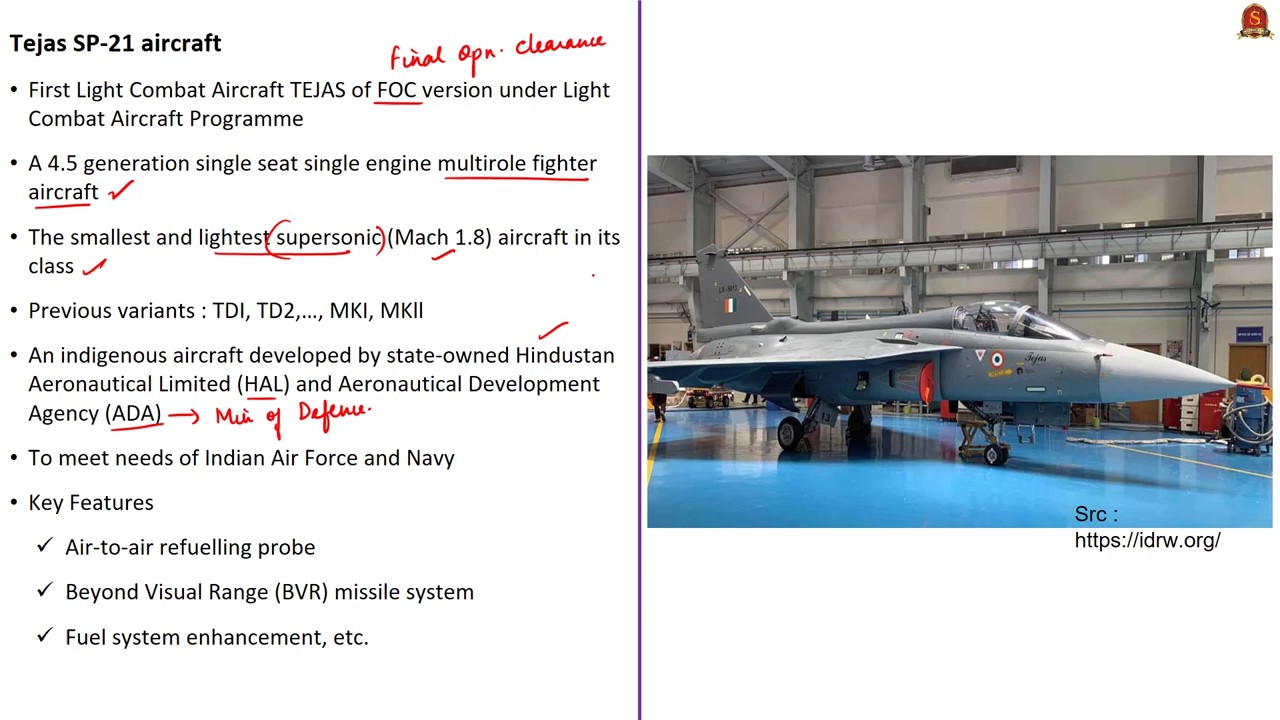 Tejas SP-21 aircraft
Final Opn. clearance
• First Light Combat Aircraft TEJAS of FOC version under Light
Combat Aircraft Programme
• A 4.5 generation single seat single engine multirole fighter
aircraft ✓
• The smallest and lightest (supersonic) (Mach 1.8) aircraft in its
class ✓
• Previous variants : TDI, TD2,..., MKI, MKII
• An indigenous aircraft developed by state-owned Hindustan
Aeronautical Limited (HAL) and Aeronautical Development
Agency (ADA) → Min of Defence.
• To meet needs of Indian Air Force and Navy
• Key Features
✓ Air-to-air refuelling probe
✓ Beyond Visual Range (BVR) missile system
✓ Fuel system enhancement, etc.
Tejas
Src :
https://idrw.org/